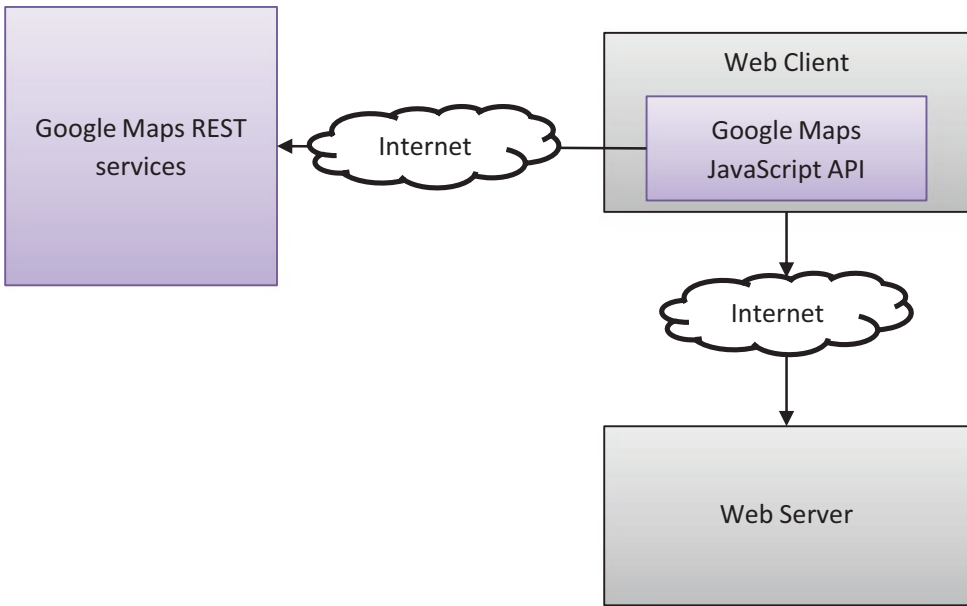 Google Maps REST
services
Internet
Web Client
Google Maps
JavaScript API
Internet
Web Server